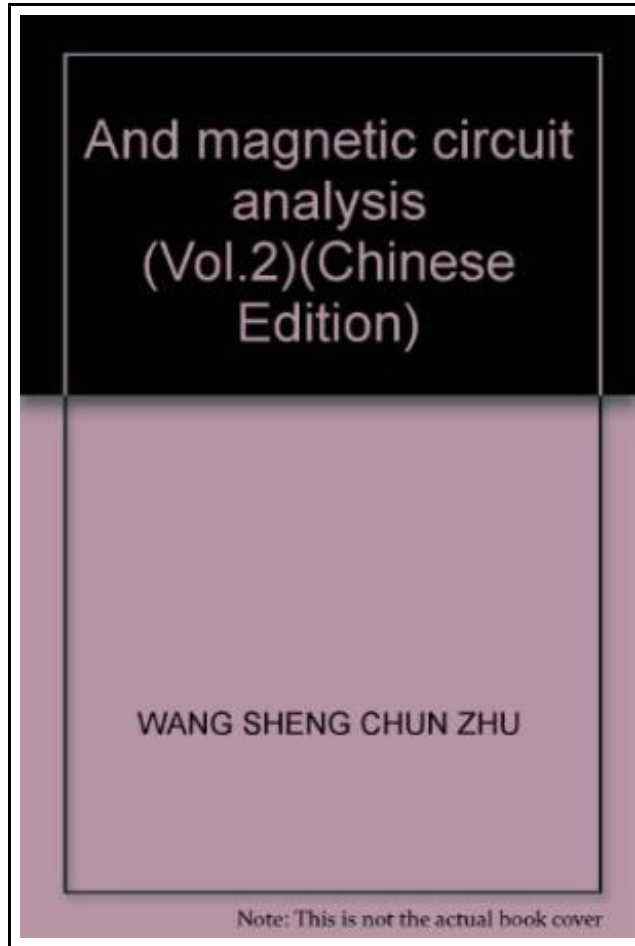 And magnetic circuit
analysis
(Vol.2)(Chinese
Edition)
WANG SHENG CHUN ZHU
Note: This is not the actual book cover